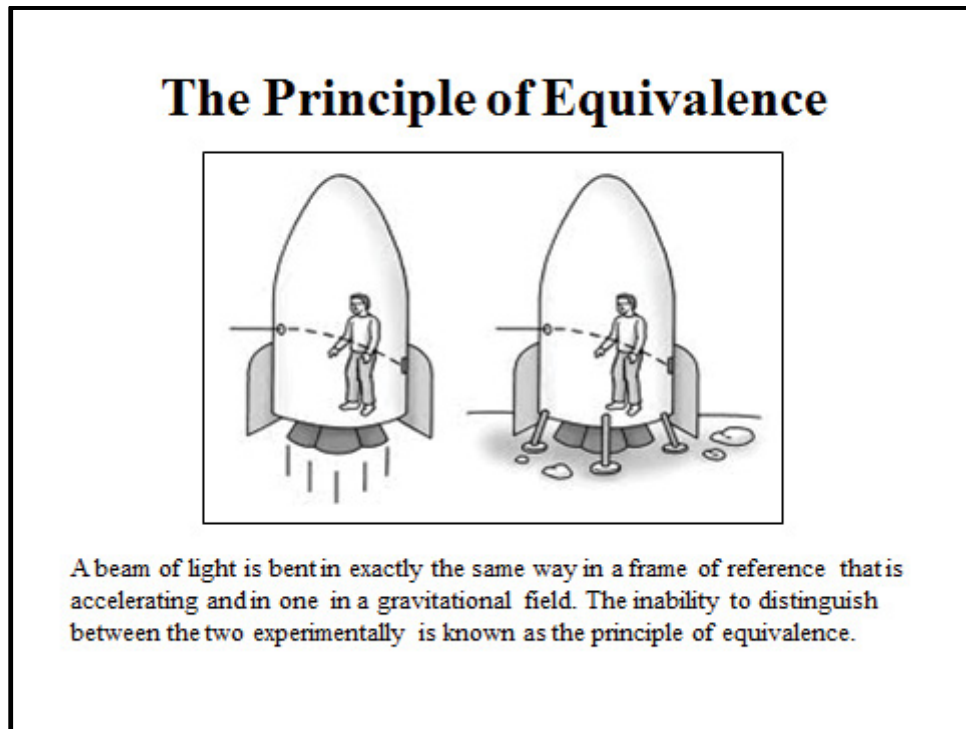 The Principle of Equivalence
A beam of light is bent in exactly the same way in a frame of reference that is
accelerating and in one in a gravitational field. The inability to distinguish
between the two experimentally is known as the principle of equivalence.